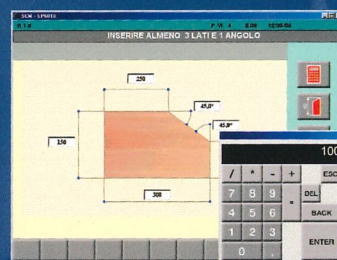 SCM - SPRINT6
INSERIRE ALMENO 3 LATI E 1 ANGOLO
250
45,0°
45,0°
150
300
100
/ * - + ESC
7 8 9 = DEL
4 5 6 BACK
1 2 3 ENTER
0 .